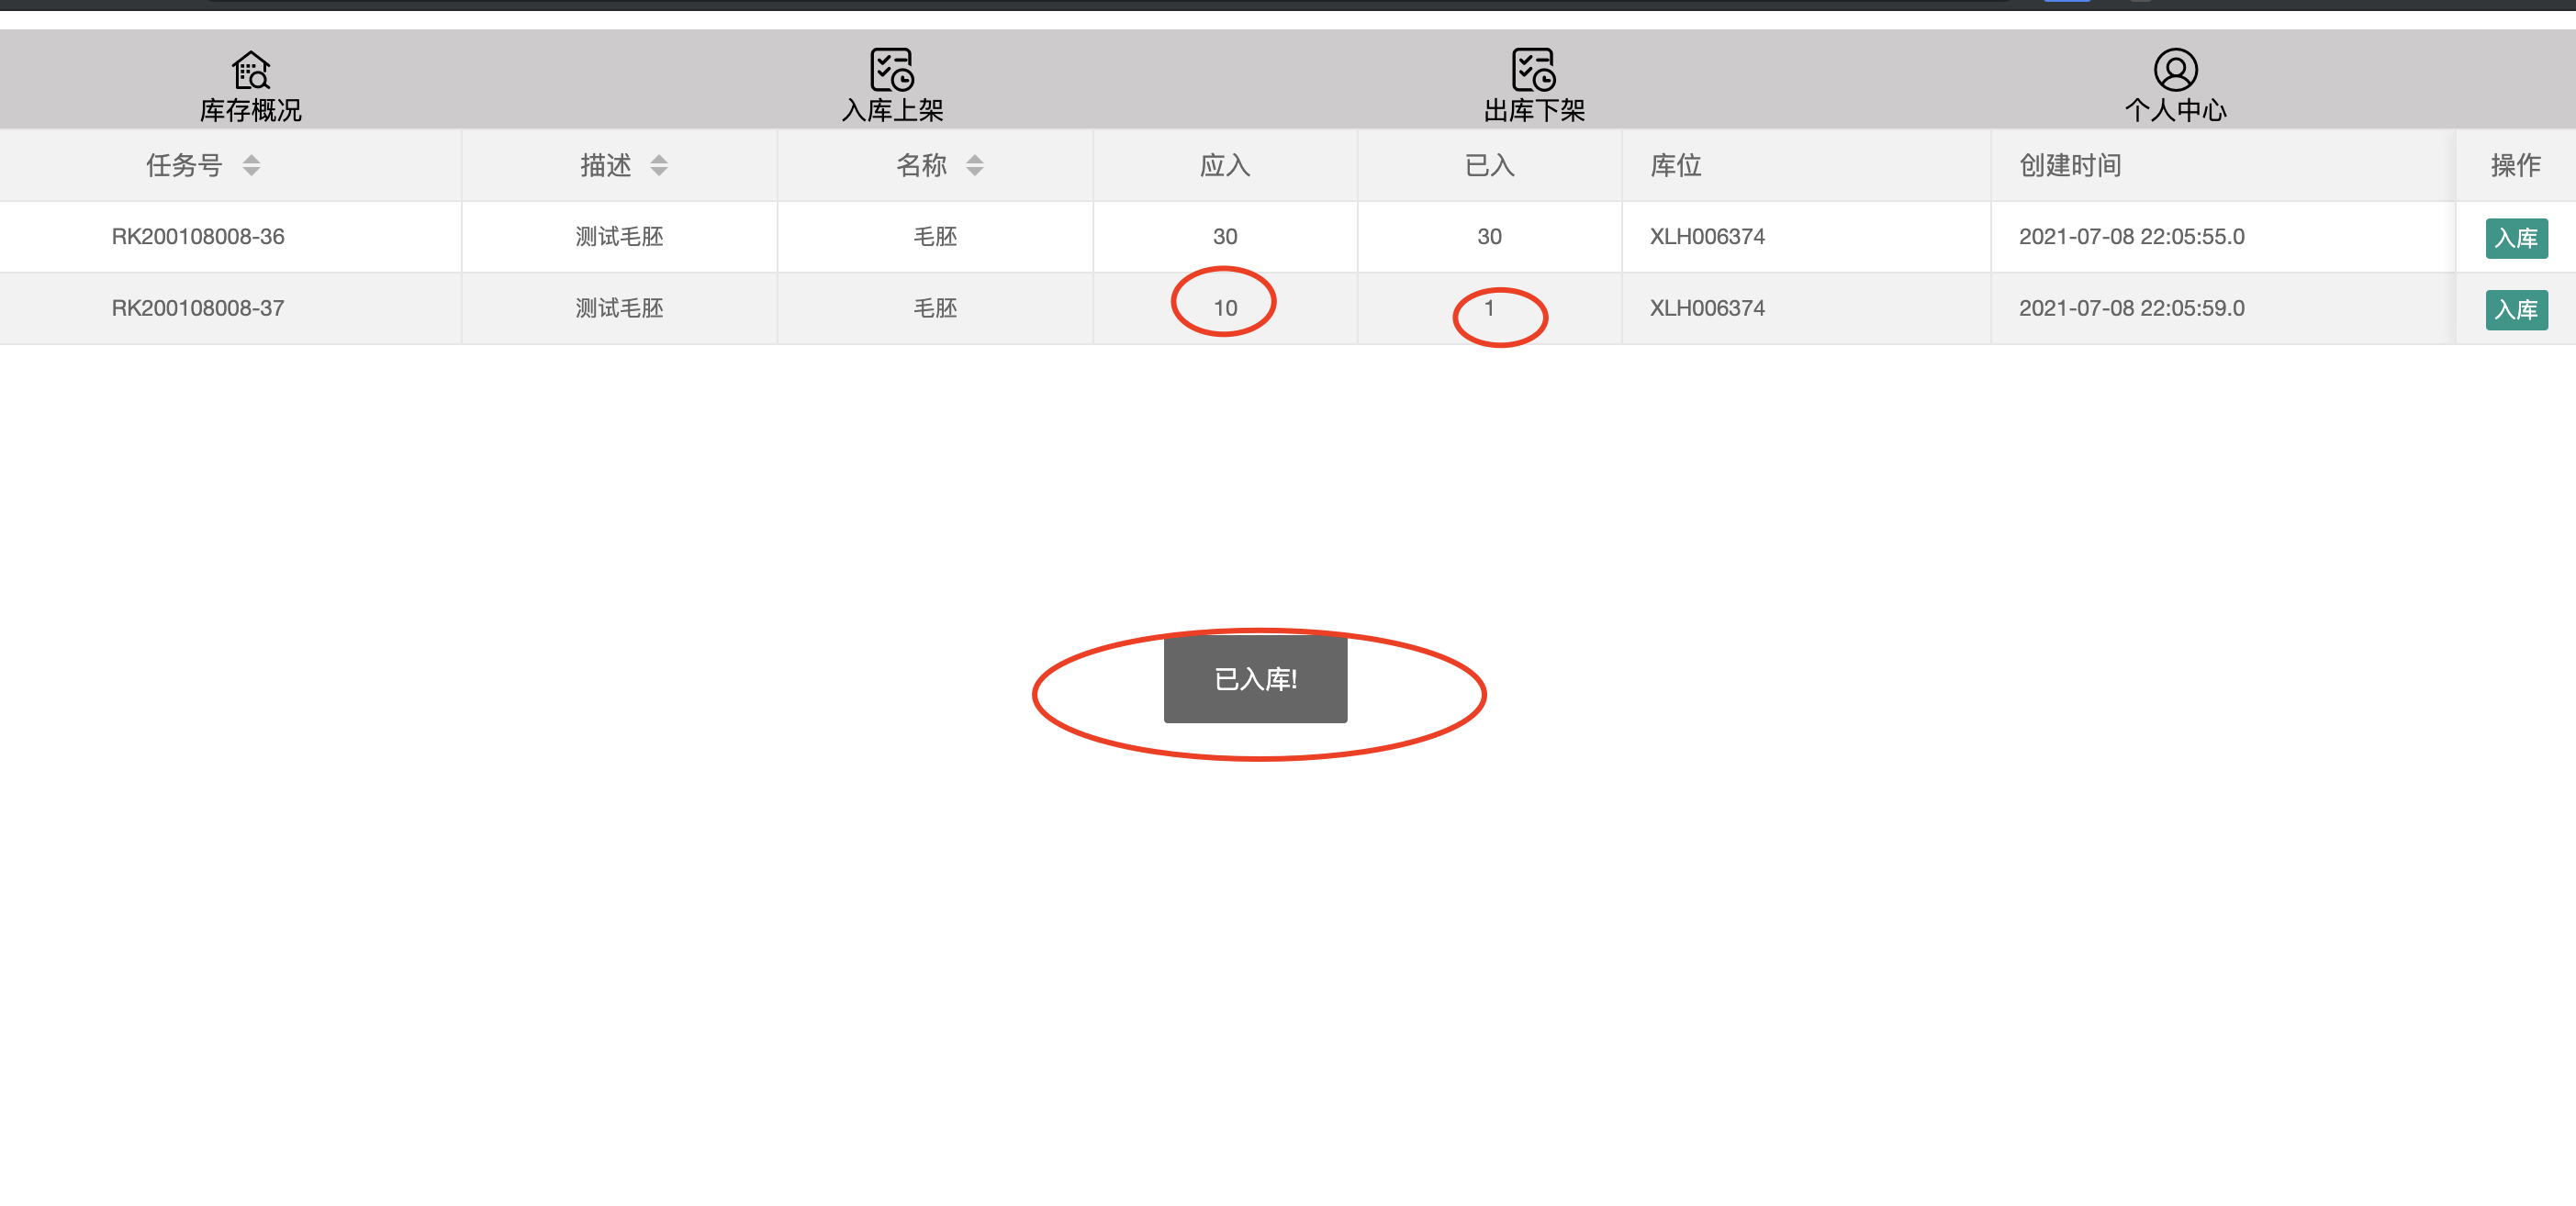 库存概况 入库上架 出库下架 个人中心
任务号 描述 名称 应入 已入 库位 创建时间 操作
RK200108008-36 测试毛胚 毛胚 30 30 XLH006374 2021-07-08 22:05:55.0 入库
RK200108008-37 测试毛胚 毛胚 10 1 XLH006374 2021-07-08 22:05:59.0 入库
已入库!